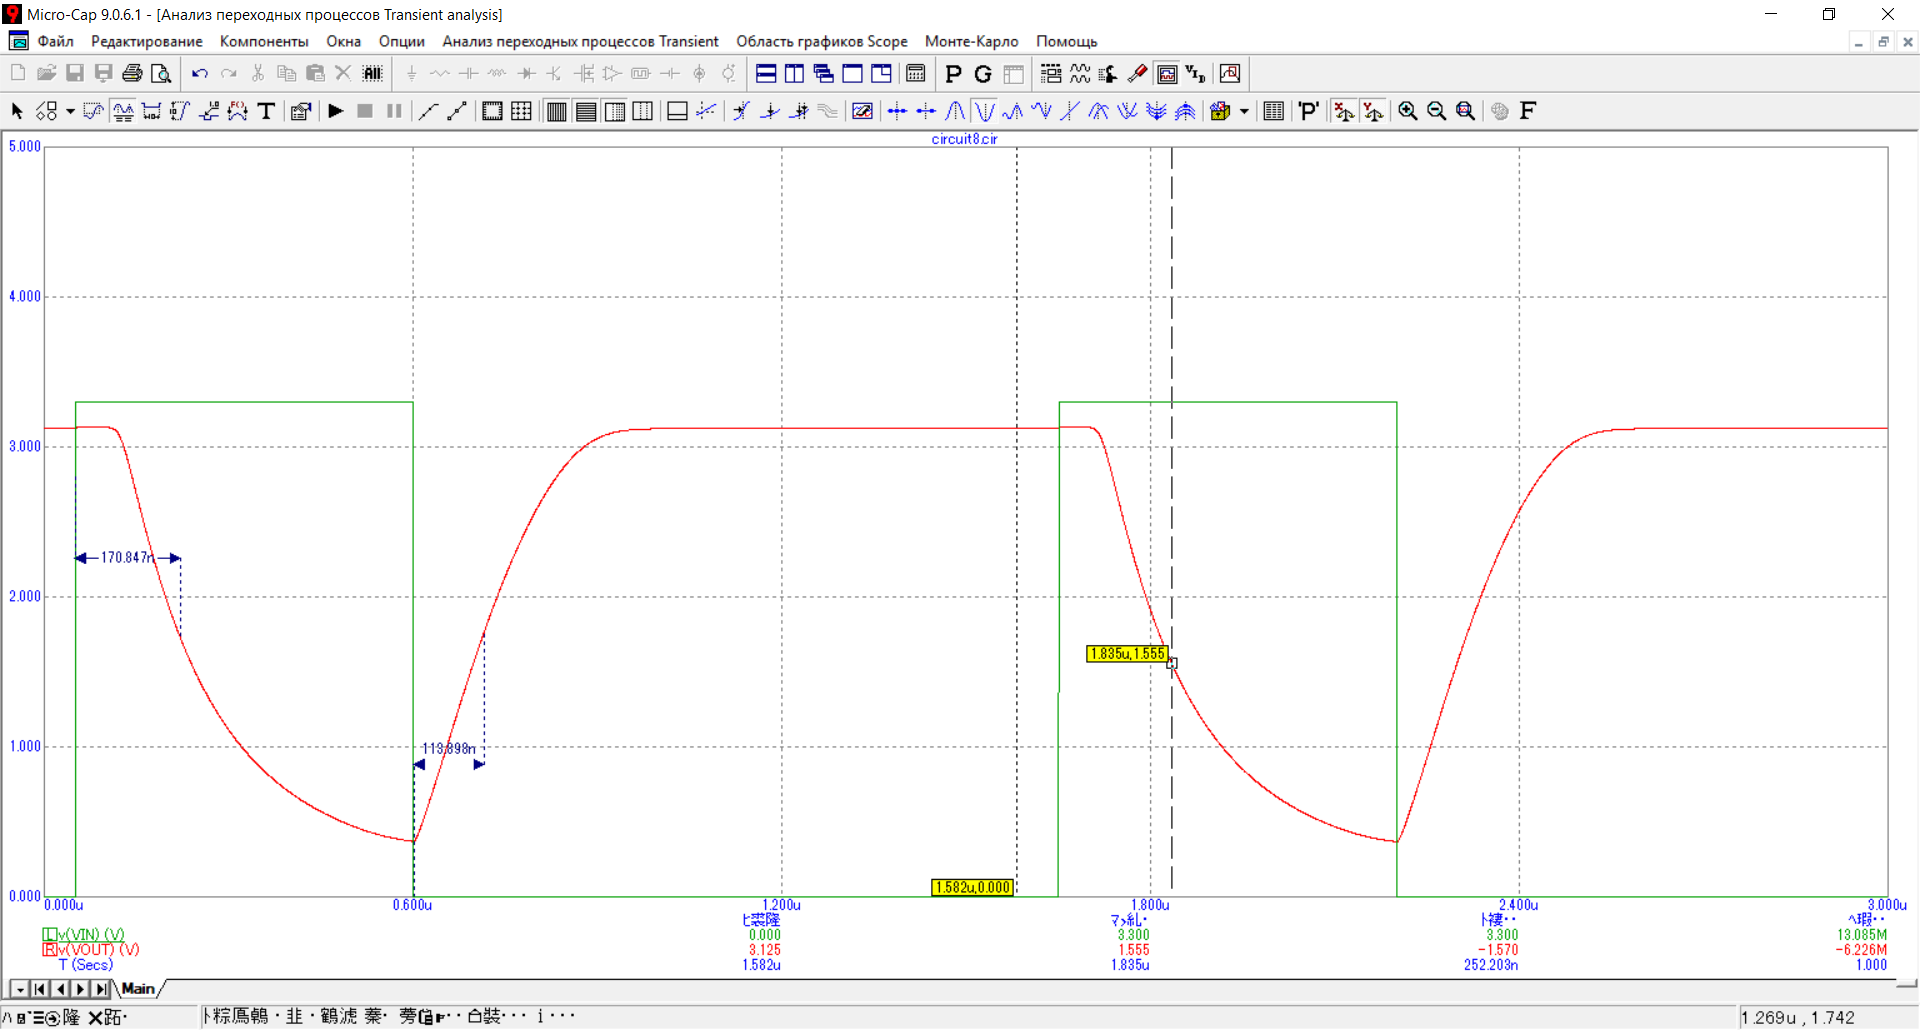 Micro-Cap 9.0.6.1 - [Анализ переходных процессов Transient analysis]
Файл Редактирование Компоненты Окна Опции Анализ переходных процессов Transient Область графиков Scope Монте-Карло Помощь
circuit8.cir
5.000
4.000
3.000
2.000
1.000
0.000
170.847n
113.898n
1.835u,1.555
1.582u,0.000
0.000u 0.600u 1.200u 1.800u 2.400u 3.000u
v(VIN) (V) 0.000 3.300 3.300 13.085M
v(VOUT) (V) 3.125 1.555 -1.570 -6.226M
T (Secs) 1.582u 1.835u 252.203n 1.000
Main
1.269u , 1.742